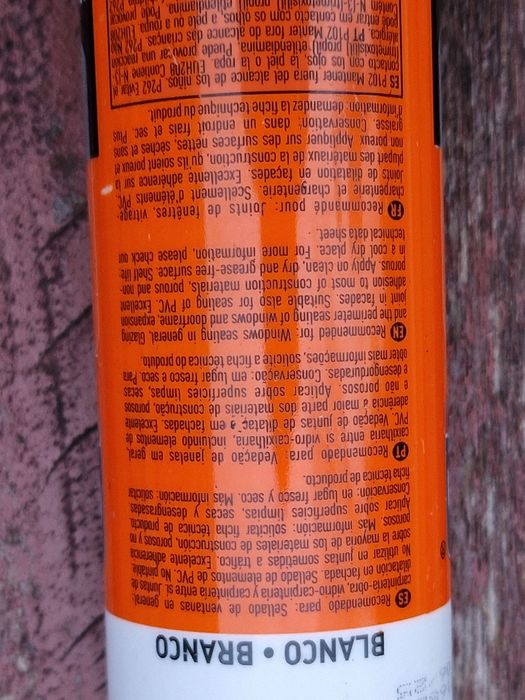 BLANCO • BRANCO
ES Recomendado para: Sellado de ventanas en general,
carpintería-obra, vidrio-carpintería y carpintería entre sí. Juntas de
dilatación en fachada. Sellado de elementos de PVC. No pintable.
No utilizar en juntas sometidas a tráfico. Excelente adherencia
sobre la mayoría de los materiales de construcción, porosos y no
porosos. Más información: solicitar ficha técnica de producto.
Aplicar sobre superficies limpias, secas y desengrasadas.
Conservación: en lugar fresco y seco. Más información: solicitar
ficha técnica de producto.
PT Recomendado para: Vedação de janelas em geral,
caixilharia entre si vidro-caixilharia, incluindo elementos de
PVC. Vedação de juntas de dilatação em fachadas. Excelente
aderência a maior parte dos materiais de construção, porosos
e não porosos. Aplicar sobre superfícies limpas, secas
e desengorduradas. Conservação: em lugar fresco e seco. Para
obter mais informações, solicite a ficha técnica do produto.
EN Recommended for: Windows sealing in general, Glazing,
and the perimeter sealing of windows and doorframe, expansion
joint in facades. Suitable also for sealing of PVC. Excellent
adhesion to most of construction materials, porous and non-
porous. Apply on clean, dry and grease-free surface. Shelf life:
in a cool, dry place. For more information, please check out
technical data sheet.
FR Recommandé pour: Joints de fenêtres, vitrage-
charpenterie et chargenterie. Scellement d'éléments PVC,
joints de dilatation en façades. Excellente adhérence sur la
plupart des matériaux de construction, qu'ils soient poreux et
non poreux. Appliquer sur des surfaces nettes, sèches et sans
graisse. Conservation: dans un endroit frais et sec. Plus
d'information: demandez la fiche technique du produit.
ES P102 Mantener fuera del alcance de los niños. P262 Evitar el
contacto con los ojos, la piel o la ropa. EUH208 Contiene N-(3-
(trimetoxisilil) propil) etilendiamina. Puede provocar una reacción
alérgica. PT P102 Manter fora do alcance das crianças. P262 Não
pode entrar em contacto com os olhos, a pele ou a roupa. EUH208